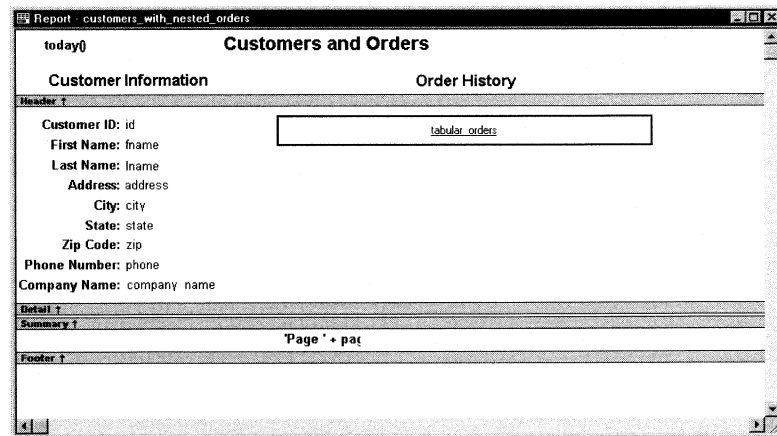 Report - customers_with_nested_orders
today() Customers and Orders
Customer Information Order History
Header ↑
Customer ID: id tabular_orders
First Name: fname
Last Name: lname
Address: address
City: city
State: state
Zip Code: zip
Phone Number: phone
Company Name: company_name
Detail ↑
Summary ↑
'Page ' + pag
Footer ↑